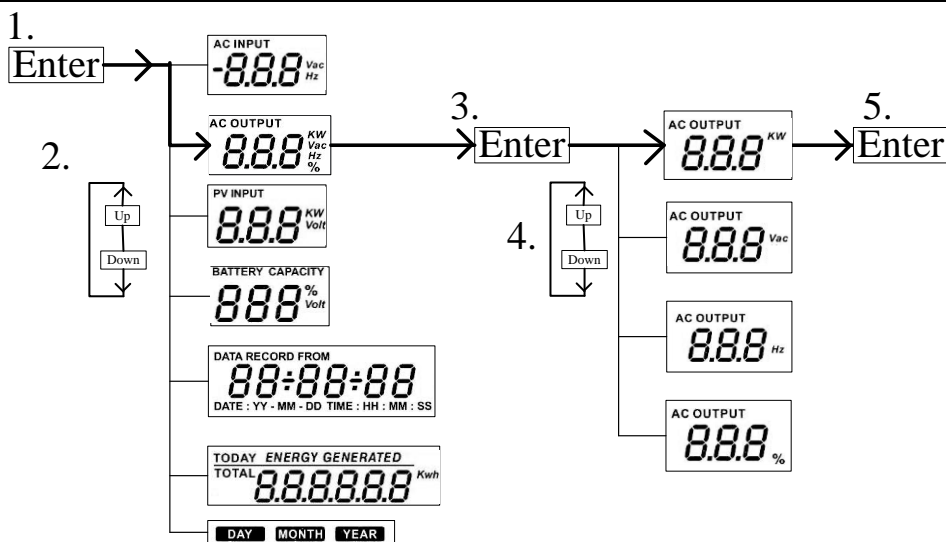 1.
Enter
AC INPUT
-8.8.8 Vac
Hz
AC OUTPUT
8.8.8 KW
Vac
Hz
%
2.
Up
Down
PV INPUT
8.8.8 KW
Volt
BATTERY CAPACITY
888 %
Volt
DATA RECORD FROM
88:88:88
DATE : YY - MM - DD TIME : HH : MM : SS
TODAY ENERGY GENERATED
TOTAL 8.8.8.8.8.8 Kwh
DAY MONTH YEAR
3.
Enter
4.
Up
Down
AC OUTPUT
8.8.8 KW
AC OUTPUT
8.8.8 Vac
AC OUTPUT
8.8.8 Hz
AC OUTPUT
8.8.8 %
5.
Enter